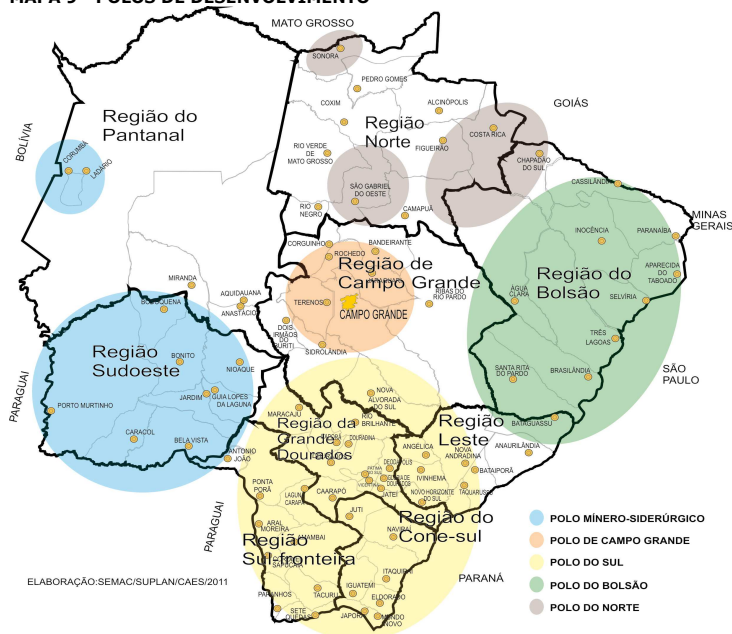 MAPA 9 - POLOS DE DESENVOLVIMENTO
MATO GROSSO
SONORA
PEDRO GOMES
COXIM
ALCINÓPOLIS
GOIÁS
Região do
Pantanal
Região
Norte
COSTA RICA
BOLÍVIA
CORUMBÁ
LADÁRIO
RIO VERDE
DE
MATO GROSSO
FIGUEIRÃO
CHAPADÃO
DO SUL
CASSILÂNDIA
SÃO GABRIEL
DO OESTE
RIO
NEGRO
CAMAPUÃ
MINAS
GERAIS
INOCÊNCIA
PARANAIBA
CORGUINHO
BANDEIRANTE
ROCHEDO
Região de
Campo Grande
Região do
Bolsão
APARECIDA
DO
TABOADO
MIRANDA
AQUIDAUANA
ANASTÁCIO
TERENOS
CAMPO GRANDE
RIBAS DO
RIO PARDO
ÁGUA
CLARA
SELVÍRIA
DOIS
IRMÃOS
DO
BURITI
SIDROLÂNDIA
TRÊS
LAGOAS
Região
Sudoeste
BONITO
NIOAQUE
SANTA RITA
DO PARDO
BRASILÂNDIA
SÃO
PAULO
PARAGUAI
PORTO MURTINHO
JARDIM
GUIA LOPES
DA LAGUNA
NOVA
ALVORADA
DO SUL
MARACAJU
RIO
BRILHANTE
BATAGUASSU
Região da
Grande
Dourados
Região
Leste
CARACOL
BELA VISTA
ANTONIO
JOÃO
DOURADINA
ANGÉLICA
NOVA
ANDRADINA
ANAURILÂNDIA
DEODAPOLIS
IVINHEMA
BATAIPORÃ
VICENTINA
JATEI
NOVO HORIZONTE
DO SUL
TAQUARUSSU
PONTA
PORÃ
LAGUNA
CARAPÃ
CAARAPÓ
JUTI
PARAGUAI
ARAL
MOREIRA
AMAMBAI
NAVIRAÍ
Região do
Cone-sul
Região
Sul-fronteira
ITAQUIRAI
PARANÁ
PARANHOS
TACURU
IGUATEMI
ELDORADO
SETE
QUEDAS
JAPORÃ
MUNDO
NOVO
POLO MÍNERO-SIDERÚRGICO
POLO DE CAMPO GRANDE
POLO DO SUL
POLO DO BOLSÃO
POLO DO NORTE
ELABORAÇÃO:SEMAC/SUPLAN/CAES/2011